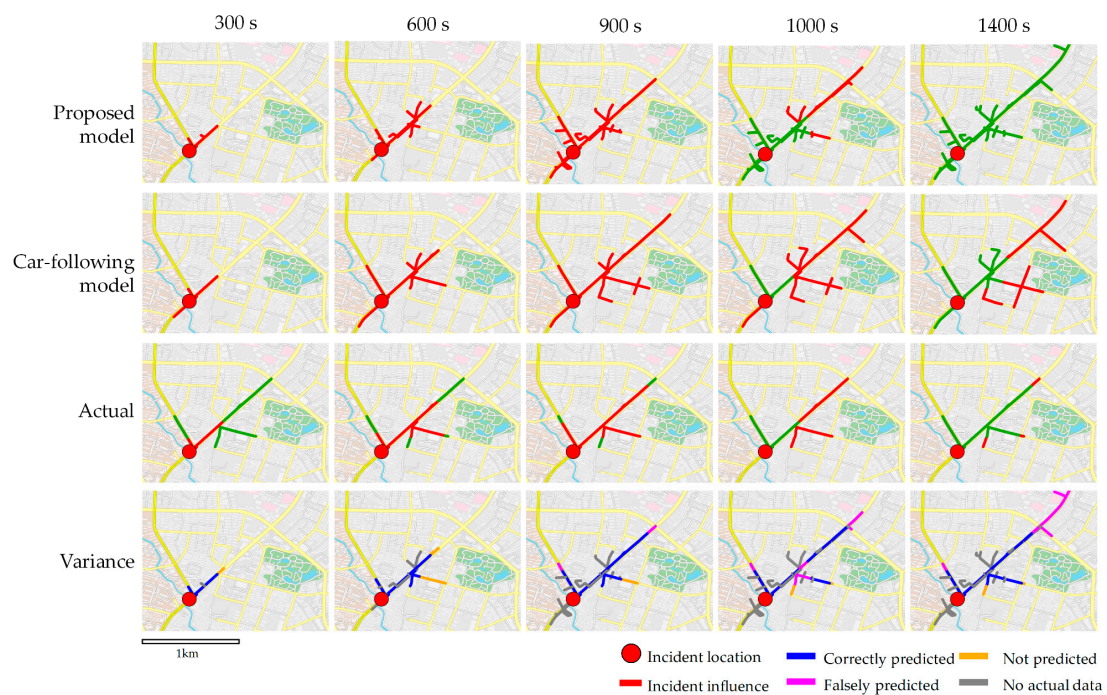 300 s
600 s
900 s
1000 s
1400 s
Proposed
model
Car-following
model
Actual
Variance
1km
Incident location
Correctly predicted
Not predicted
Incident influence
Falsely predicted
No actual data